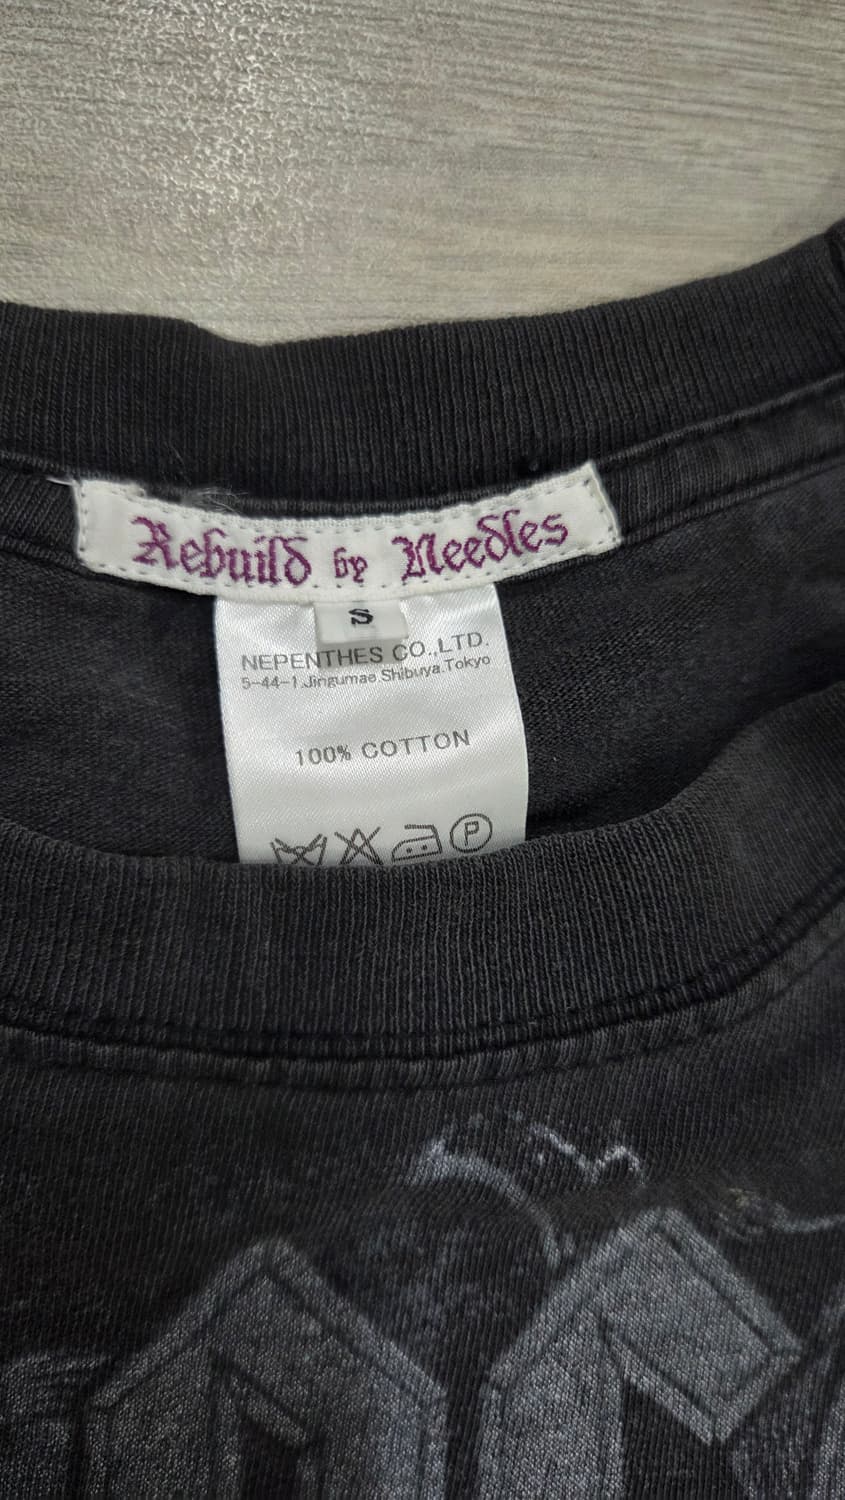 Rebuild by Needles
S
NEPENTHES CO.,LTD.
5-44-1.Jingumae.Shibuya.Tokyo
100% COTTON
P